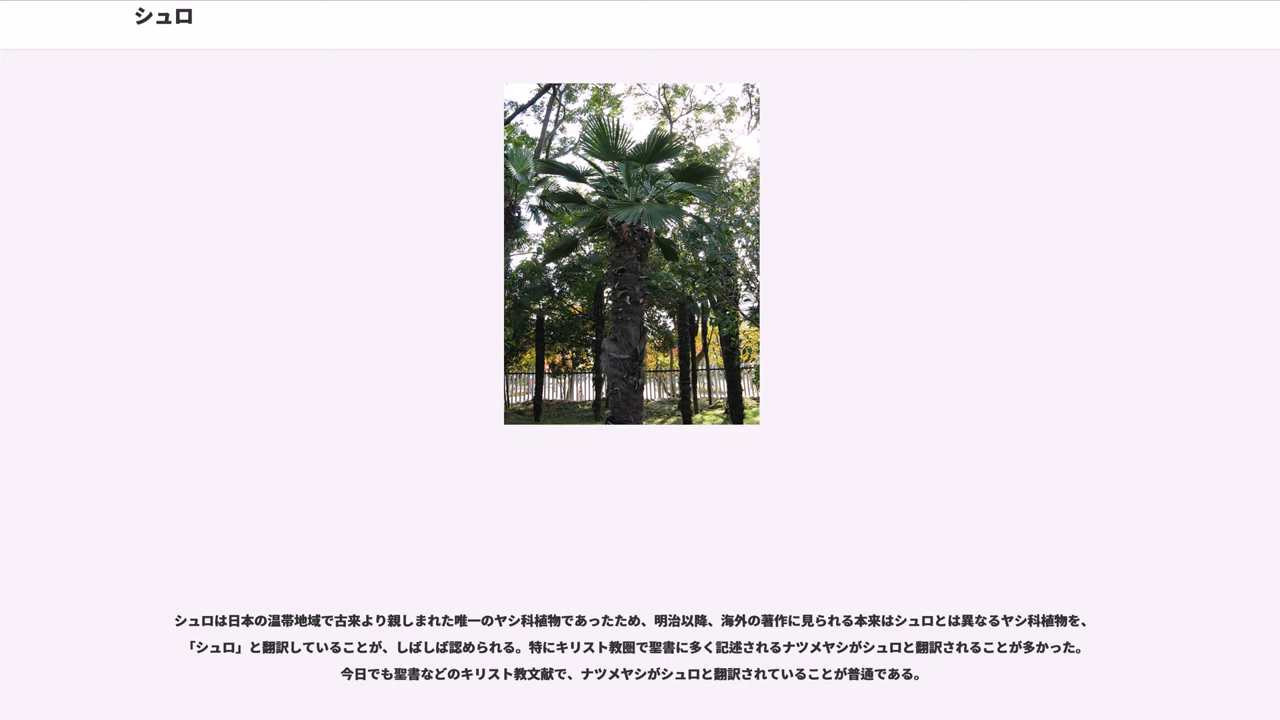 シュロ
シュロは日本の温帯地域で古来より親しまれた唯一のヤシ科植物であったため、明治以降、海外の著作に見られる本来はシュロとは異なるヤシ科植物を、
「シュロ」と翻訳していることが、しばしば認められる。特にキリスト教圏で聖書に多く記述されるナツメヤシがシュロと翻訳されることが多かった。
今日でも聖書などのキリスト教文献で、ナツメヤシがシュロと翻訳されていることが普通である。